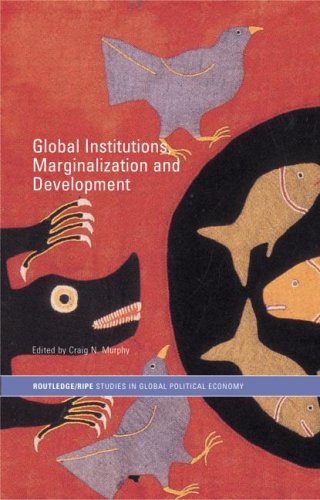 Global Institutions,
Marginalization and
Development
Edited by Craig N. Murphy
ROUTLEDGE/RIPE STUDIES IN GLOBAL POLITICAL ECONOMY